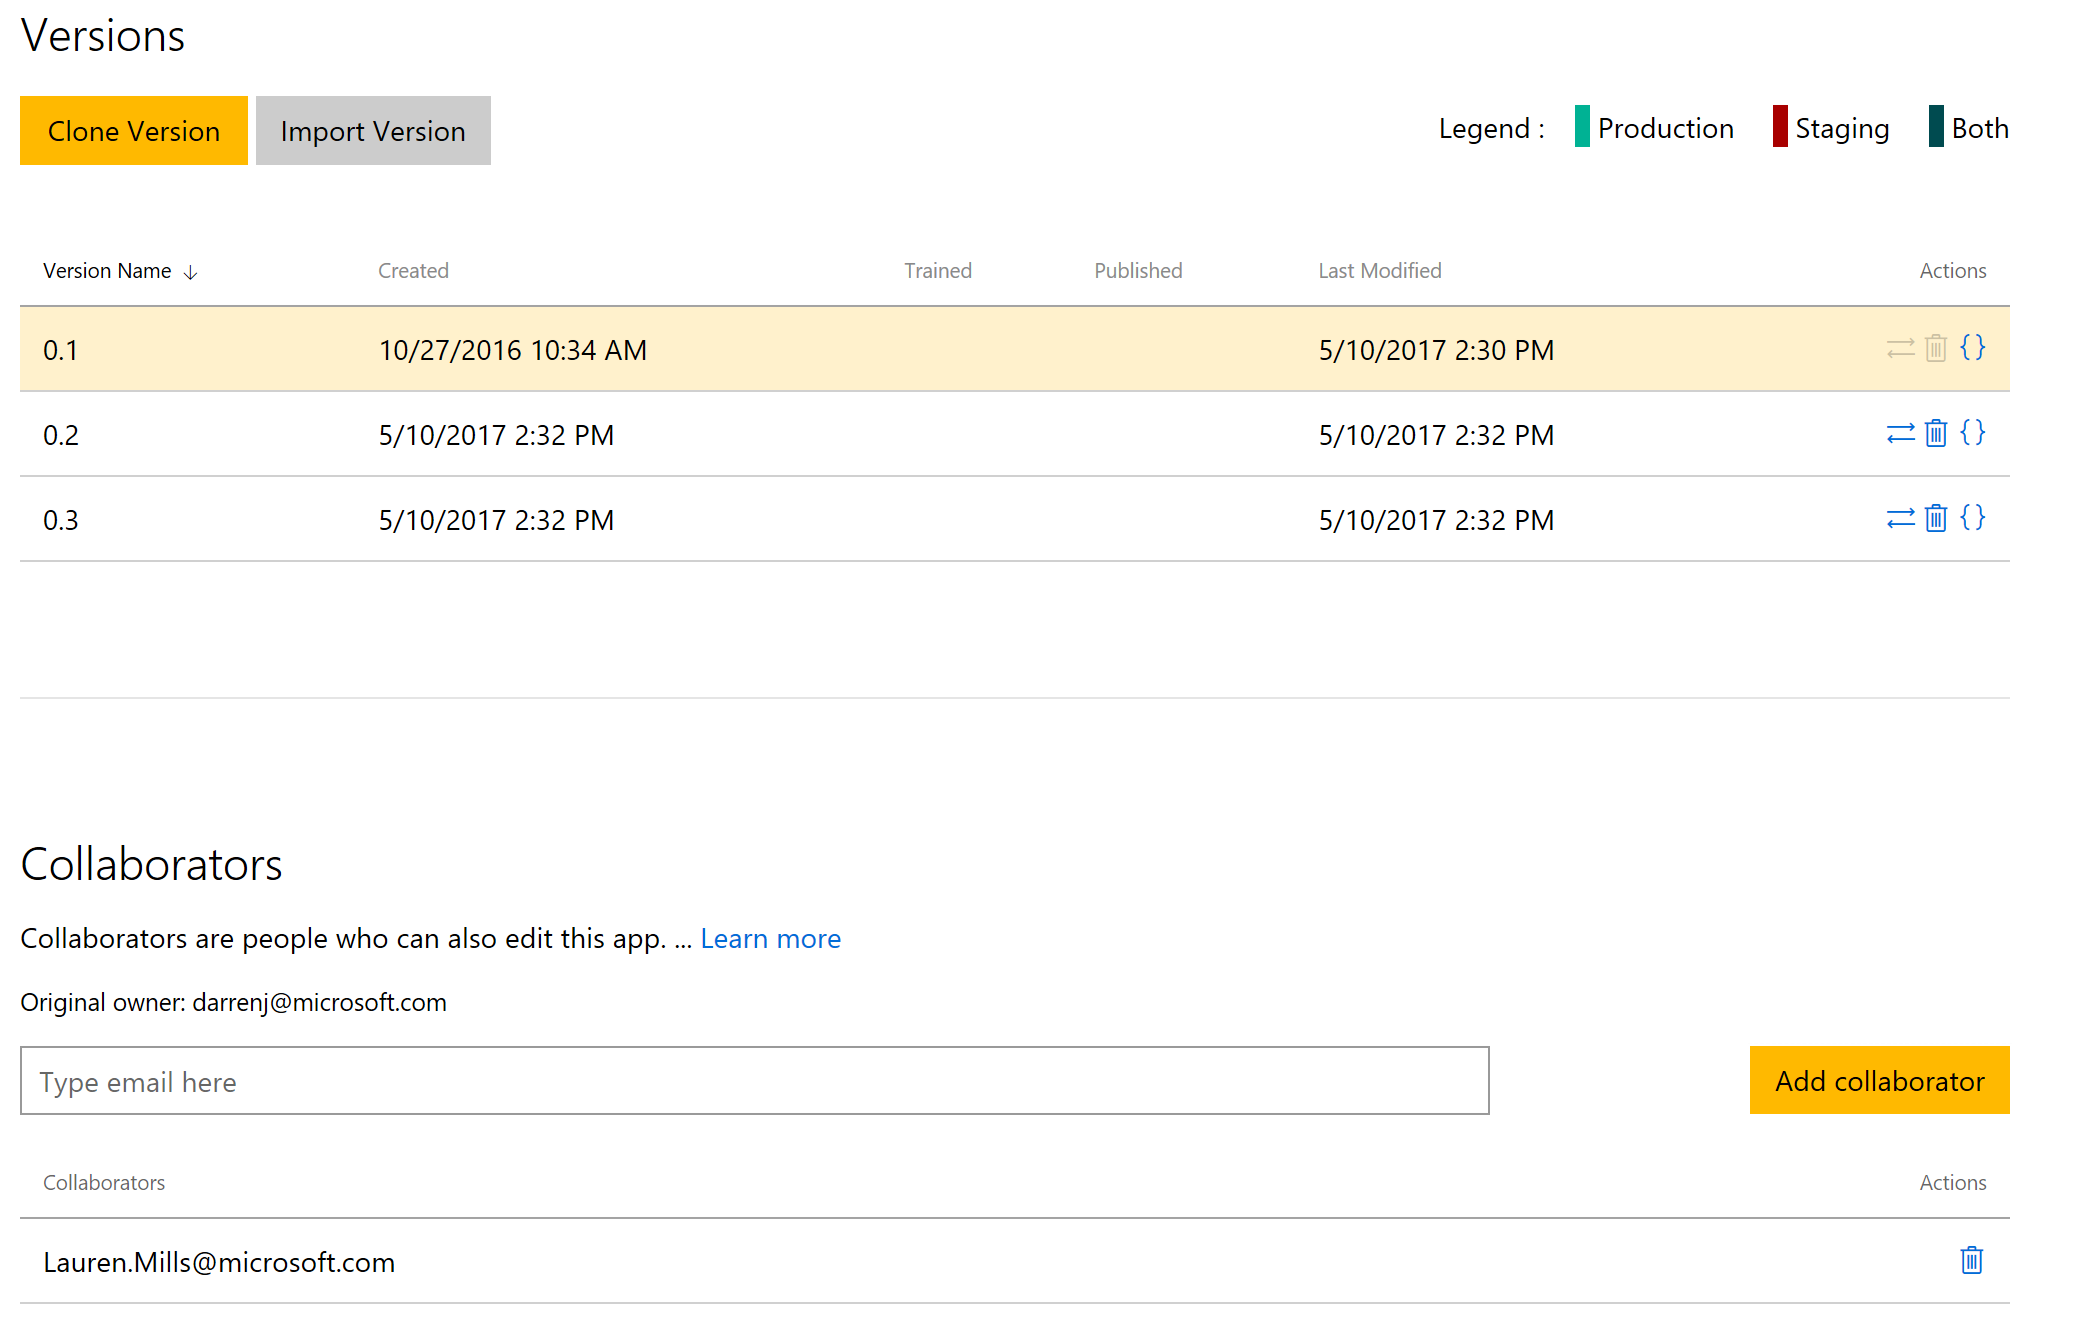 Versions
Clone Version Import Version Legend : Production Staging Both
Version Name ↓ Created Trained Published Last Modified Actions
0.1 10/27/2016 10:34 AM 5/10/2017 2:30 PM {}
0.2 5/10/2017 2:32 PM 5/10/2017 2:32 PM {}
0.3 5/10/2017 2:32 PM 5/10/2017 2:32 PM {}
Collaborators
Collaborators are people who can also edit this app. ... Learn more
Original owner: darrenj@microsoft.com
Type email here Add collaborator
Collaborators Actions
Lauren.Mills@microsoft.com